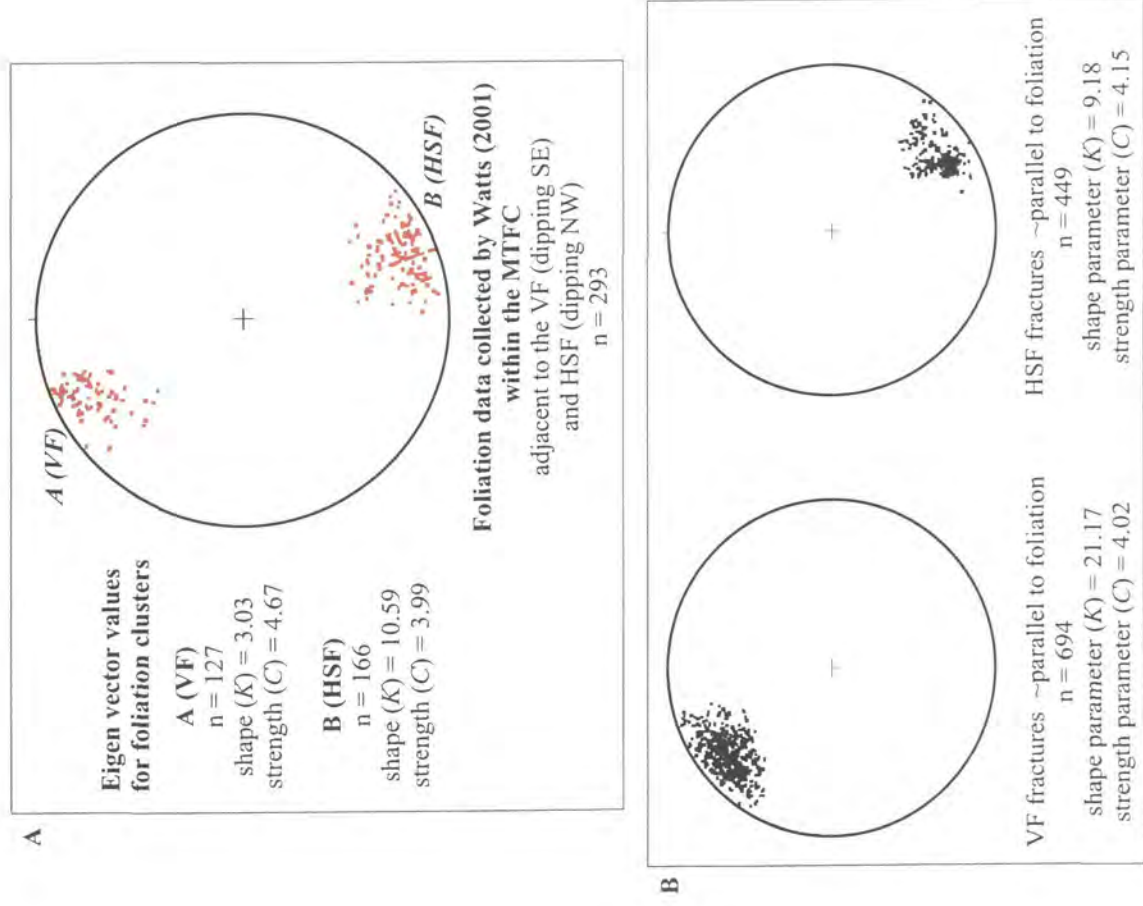 A
A (VF)
Eigen vector values
for foliation clusters
A (VF)
n = 127
shape (K) = 3.03
strength (C) = 4.67
B (HSF)
n = 166
shape (K) = 10.59
strength (C) = 3.99
B (HSF)
Foliation data collected by Watts (2001)
within the MTFC
adjacent to the VF (dipping SE)
and HSF (dipping NW)
n = 293
B
VF fractures ~parallel to foliation
n = 694
shape parameter (K) = 21.17
strength parameter (C) = 4.02
HSF fractures ~parallel to foliation
n = 449
shape parameter (K) = 9.18
strength parameter (C) = 4.15